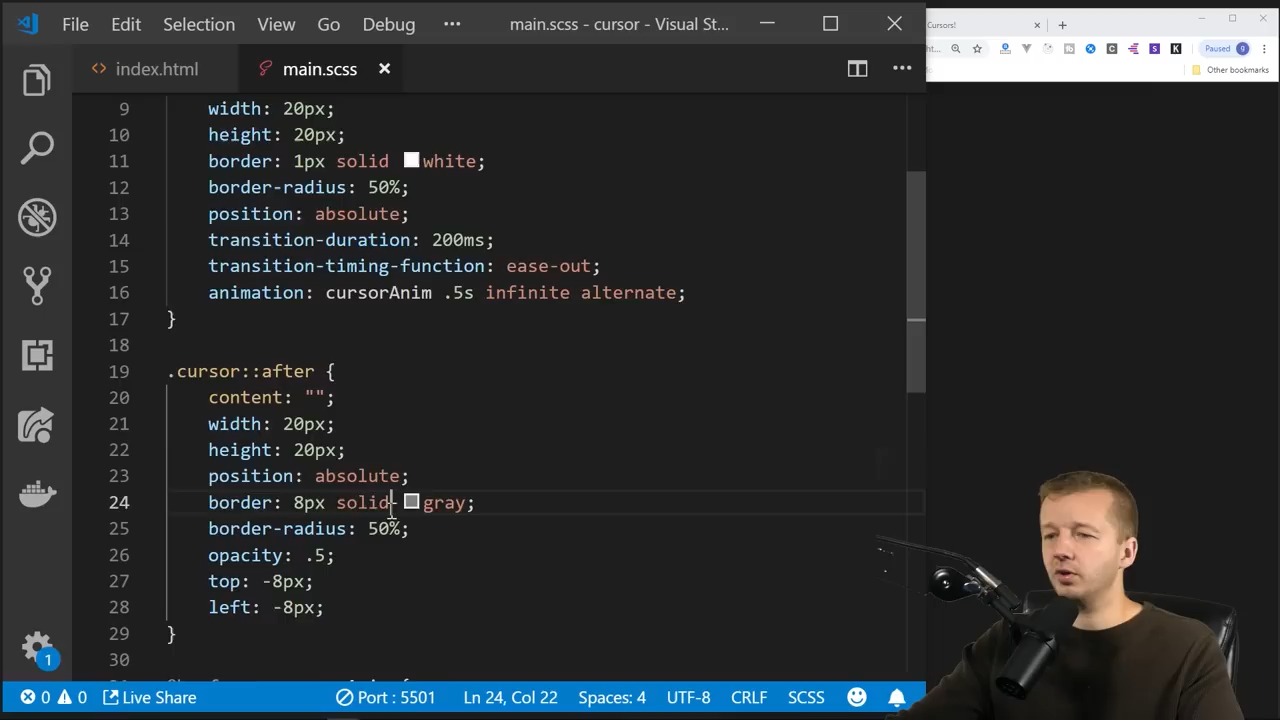 File Edit Selection View Go Debug ··· main.scss - cursor - Visual St...
Cursors!
index.html main.scss
ht... Paused g
Other bookmarks
9 width: 20px;
10 height: 20px;
11 border: 1px solid white;
12 border-radius: 50%;
13 position: absolute;
14 transition-duration: 200ms;
15 transition-timing-function: ease-out;
16 animation: cursorAnim .5s infinite alternate;
17 }
18
19 .cursor::after {
20 content: "";
21 width: 20px;
22 height: 20px;
23 position: absolute;
24 border: 8px solid gray;
25 border-radius: 50%;
26 opacity: .5;
27 top: -8px;
28 left: -8px;
29 }
30
1
0 0 Live Share Port : 5501 Ln 24, Col 22 Spaces: 4 UTF-8 CRLF SCSS